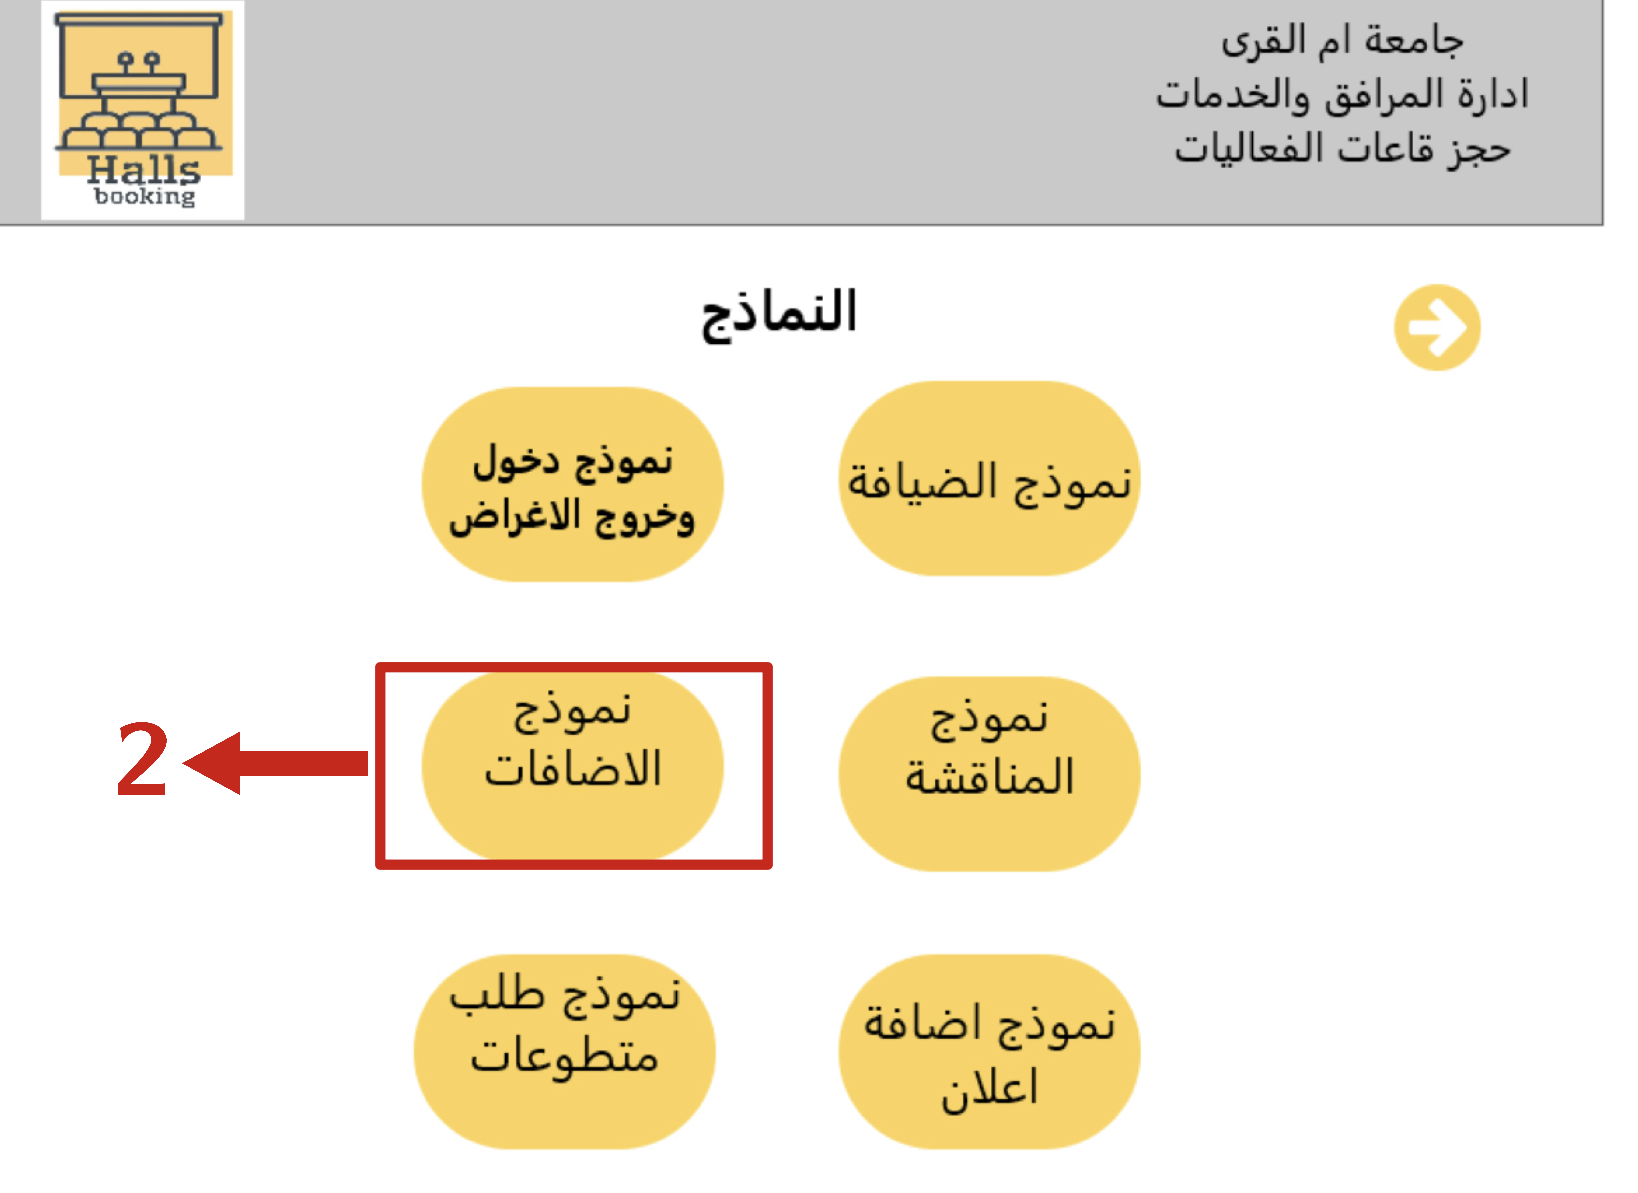 جامعة ام القرى
ادارة المرافق والخدمات
حجز قاعات الفعاليات
Halls
booking
النماذج
نموذج الضيافة
نموذج دخول
وخروج الاغراض
نموذج
المناقشة
نموذج
الاضافات
2
نموذج اضافة
اعلان
نموذج طلب
متطوعات